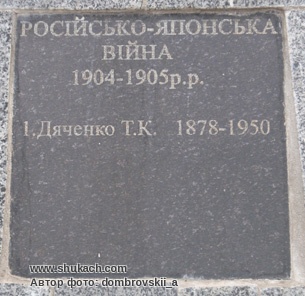 РОСІЙСЬКО-ЯПОНСЬКА
ВІЙНА
1904-1905р.р.
1.Дяченко Т.К. 1878-1950
www.shukach.com
Автор фото: dombrovskii_a